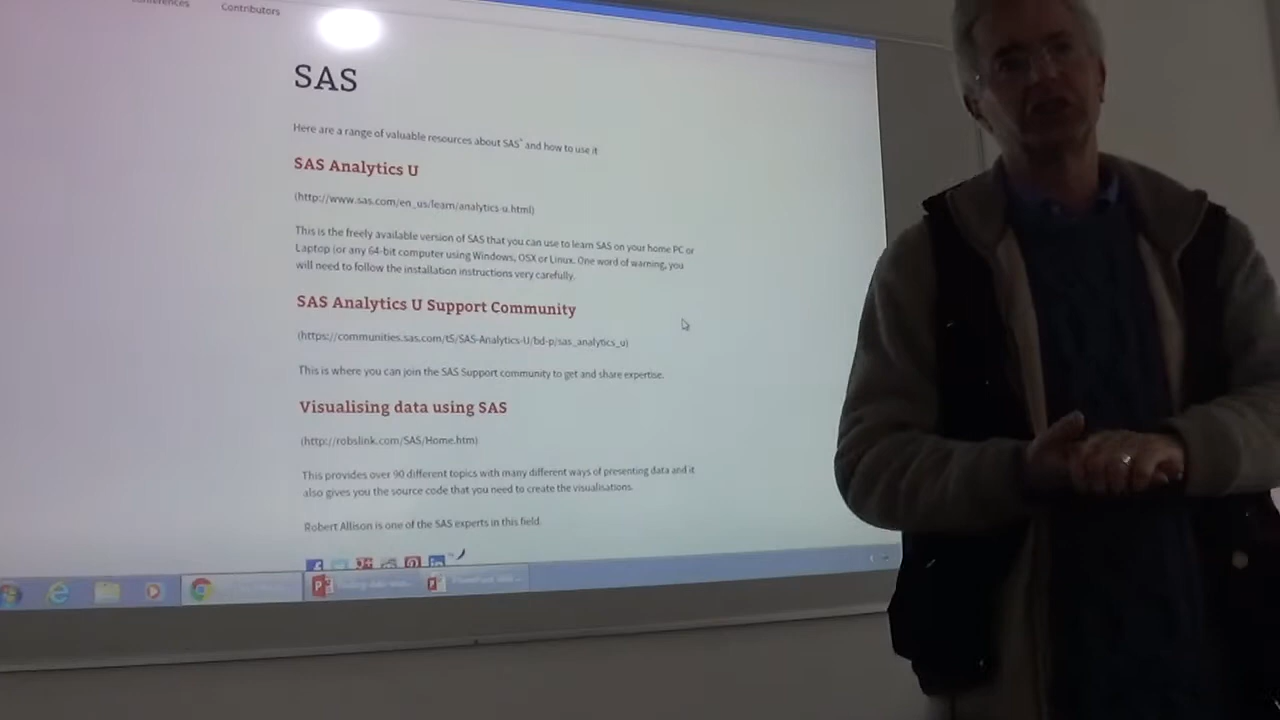 Conferences
Contributors
SAS
Here are a range of valuable resources about SAS® and how to use it
SAS Analytics U
(http://www.sas.com/en_us/learn/analytics-u.html)
This is the freely available version of SAS that you can use to learn SAS on your home PC or
Laptop (or any 64-bit computer using Windows, OSX or Linux. One word of warning, you
will need to follow the installation instructions very carefully.
SAS Analytics U Support Community
(https://communities.sas.com/t5/SAS-Analytics-U/bd-p/sas_analytics_u)
This is where you can join the SAS Support community to get and share expertise.
Visualising data using SAS
(http://robslink.com/SAS/Home.htm)
This provides over 90 different topics with many different ways of presenting data and it
also gives you the source code that you need to create the visualisations.
Robert Allison is one of the SAS experts in this field.